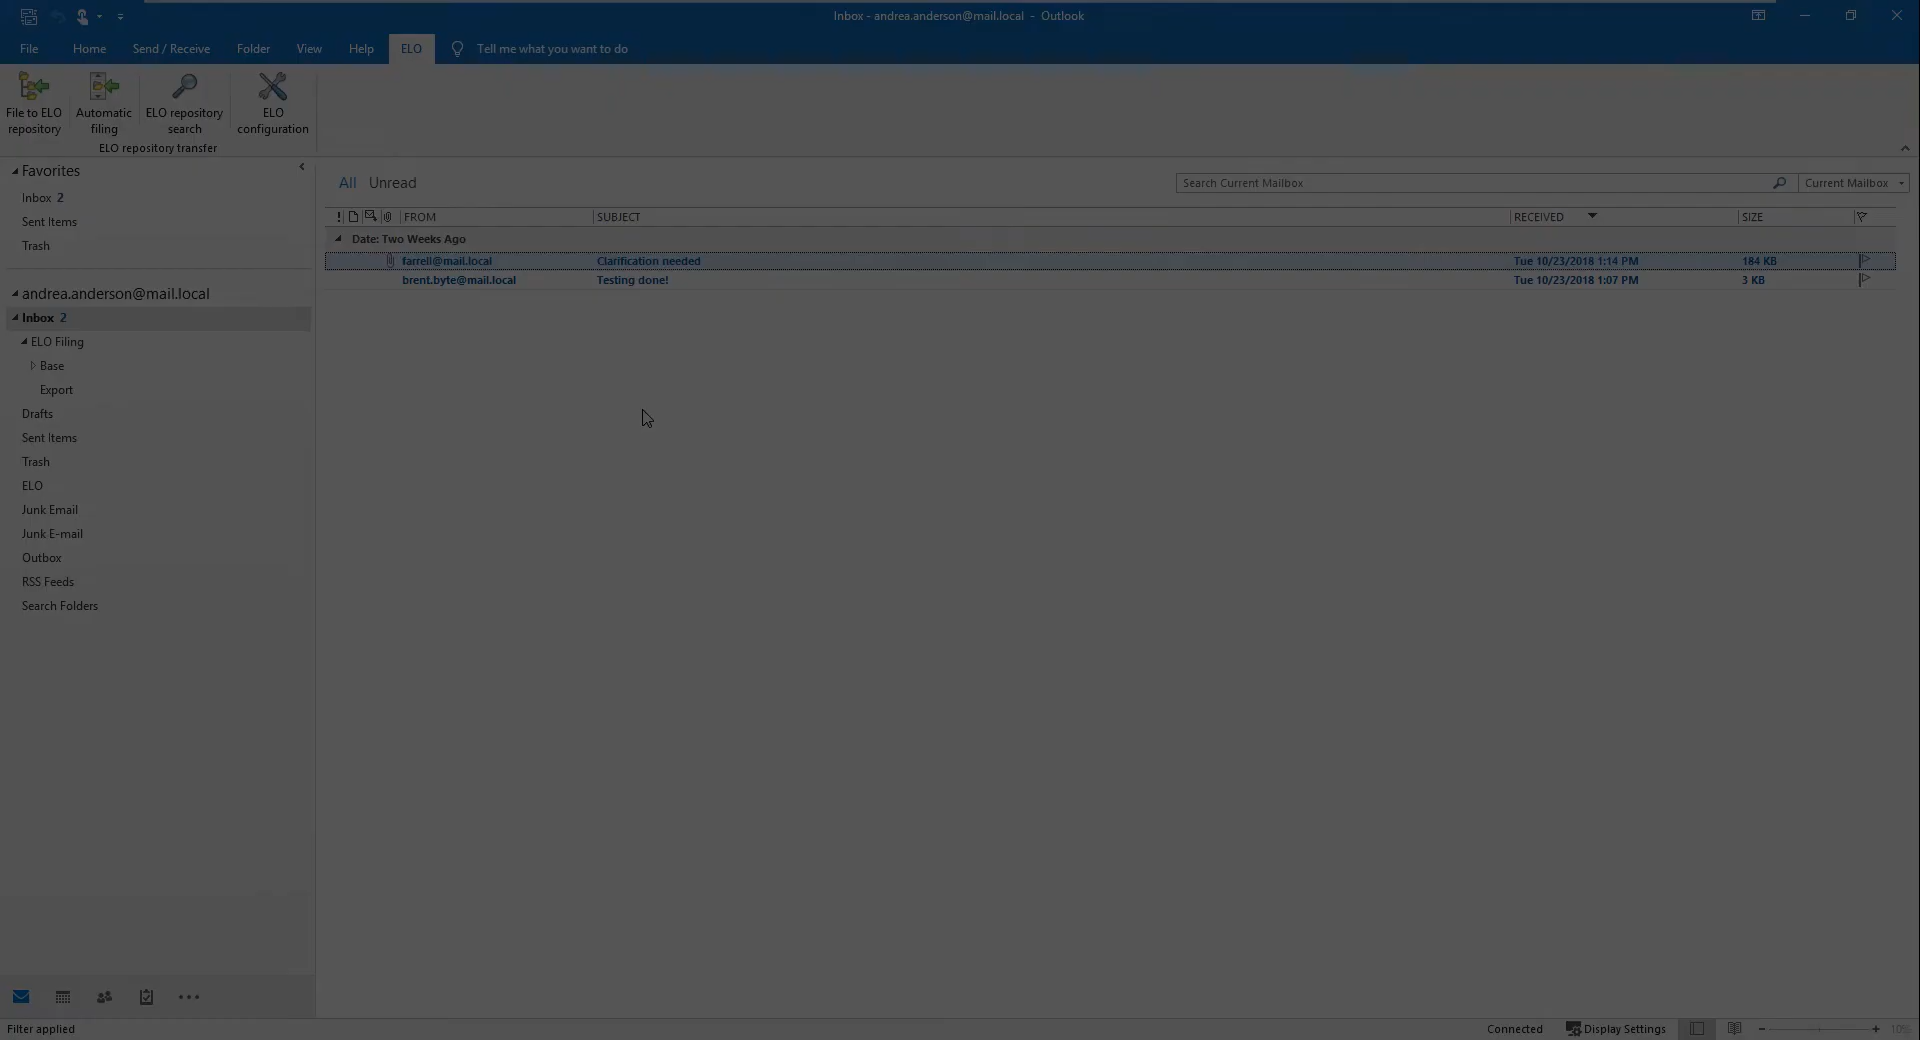 Inbox - andrea.anderson@mail.local - Outlook
File Home Send / Receive Folder View Help ELO Tell me what you want to do
File to ELO repository
Automatic filing
ELO repository search
ELO configuration
ELO repository transfer
Favorites
Inbox 2
Sent Items
Trash
andrea.anderson@mail.local
Inbox 2
ELO Filing
Base
Export
Drafts
Sent Items
Trash
ELO
Junk Email
Junk E-mail
Outbox
RSS Feeds
Search Folders
All Unread
Search Current Mailbox Current Mailbox
FROM SUBJECT RECEIVED SIZE
Date: Two Weeks Ago
farrell@mail.local Clarification needed Tue 10/23/2018 1:14 PM 184 KB
brent.byte@mail.local Testing done! Tue 10/23/2018 1:07 PM 3 KB
Filter applied
Connected Display Settings